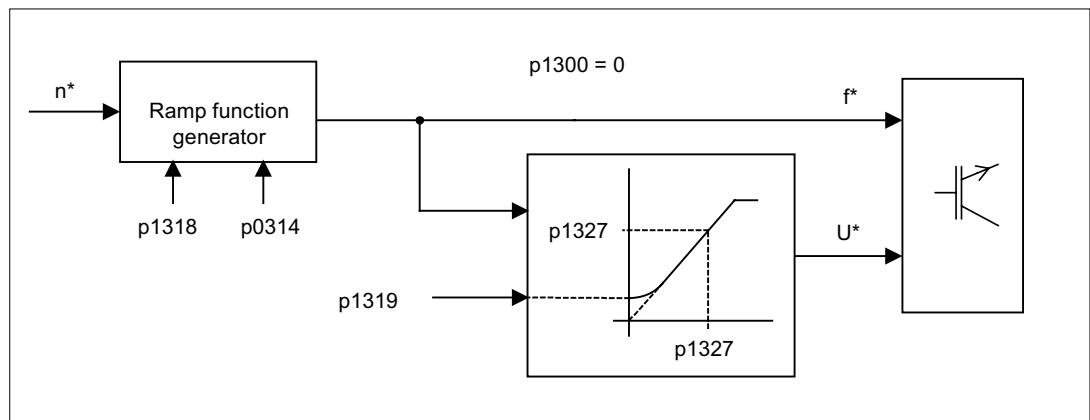 p1300 = 0
n*
Ramp function
generator
f*
p1318
p0314
p1327
U*
p1319
p1327